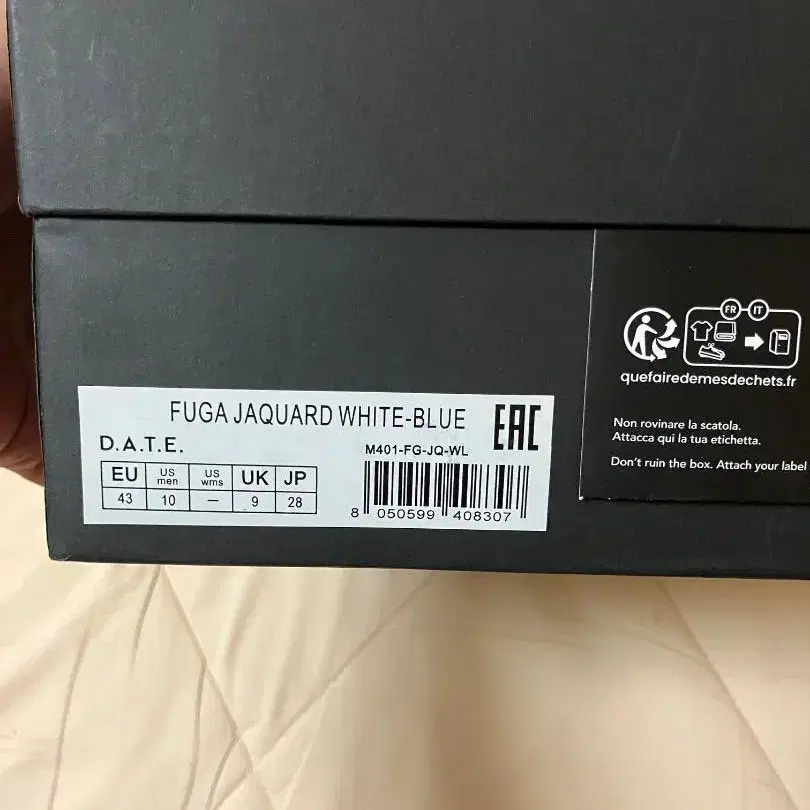 FR IT
quefairedemesdechets.fr
Non rovinare la scatola.
Attacca qui la tua etichetta.
Don't ruin the box. Attach your label
FUGA JAQUARD WHITE-BLUE
EAC
D.A.T.E.
M401-FG-JQ-WL
EU US men US wms UK JP
43 10 — 9 28
8 050599 408307